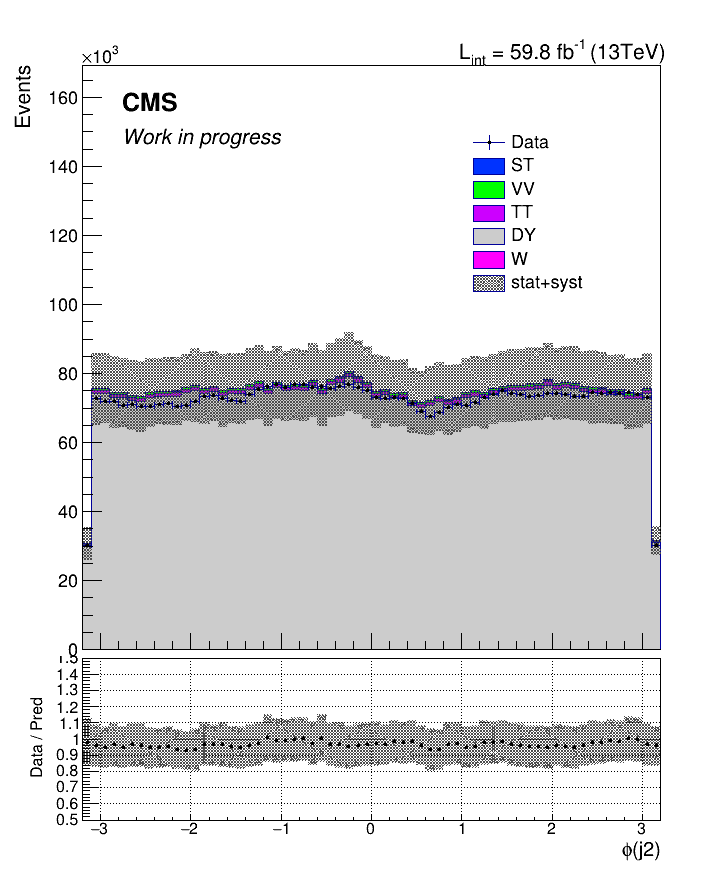 ×10³
L_int = 59.8 fb⁻¹ (13TeV)
Events
160
140
120
100
80
60
40
20
0
CMS
Work in progress
Data
ST
VV
TT
DY
W
stat+syst
Data / Pred
1.5
1.4
1.3
1.2
1.1
1
0.9
0.8
0.7
0.6
0.5
−3 −2 −1 0 1 2 3
ϕ(j2)